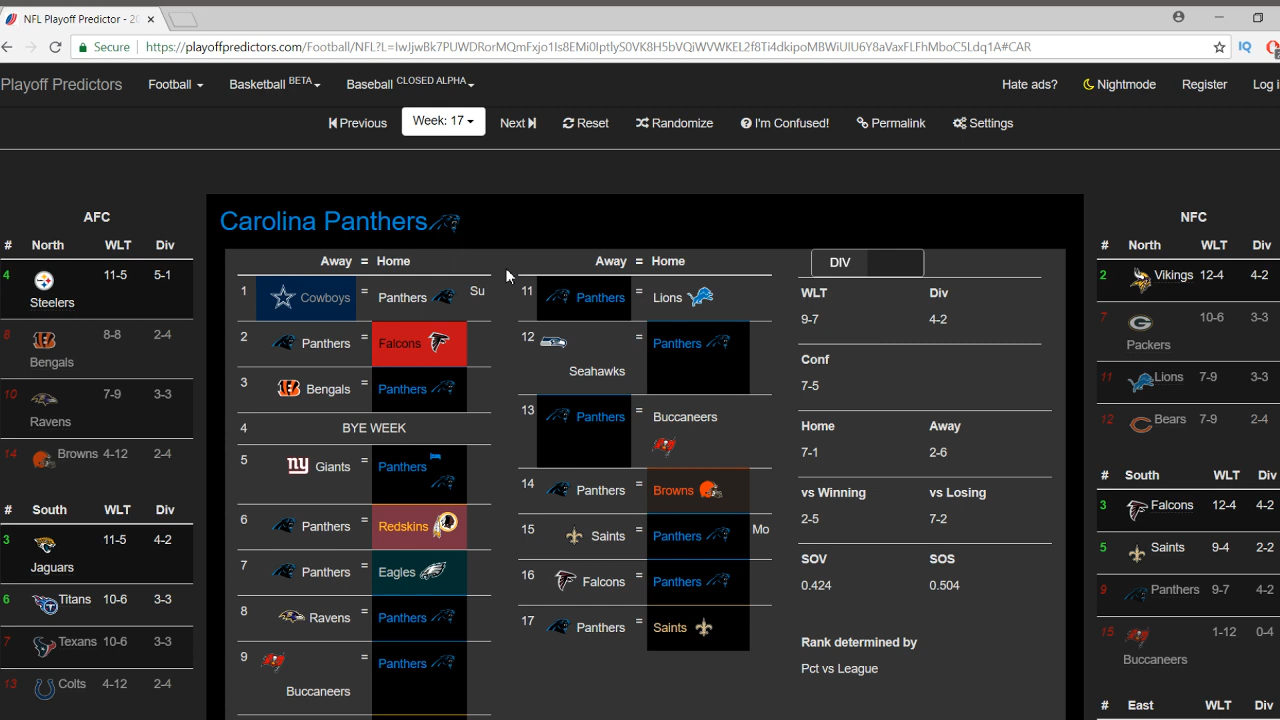 NFL Playoff Predictor - 20
Secure https://playoffpredictors.com/Football/NFL?L=IwJjwBk7PUWDRorMQmFxjo1Is8EMi0IptlyS0VK8H5bVQiWVWKEL2f8Ti4dkipoMBWiUIU6Y8aVaxFLFhMboC5Ldq1A#CAR
IQ
Playoff Predictors Football Basketball BETA Baseball CLOSED ALPHA Hate ads? Nightmode Register Log i
Previous Week: 17 Next Reset Randomize I'm Confused! Permalink Settings
AFC
# North WLT Div
4 Steelers 11-5 5-1
8 Bengals 8-8 2-4
10 Ravens 7-9 3-3
14 Browns 4-12 2-4
# South WLT Div
3 Jaguars 11-5 4-2
6 Titans 10-6 3-3
7 Texans 10-6 3-3
13 Colts 4-12 2-4
Carolina Panthers
Away = Home
1 Cowboys = Panthers Su
2 Panthers = Falcons
3 Bengals = Panthers
4 BYE WEEK
5 ny Giants = Panthers
6 Panthers = Redskins
7 Panthers = Eagles
8 Ravens = Panthers
9 Buccaneers = Panthers
Away = Home
11 Panthers = Lions
12 Seahawks = Panthers
13 Panthers = Buccaneers
14 Panthers = Browns
15 Saints = Panthers Mo
16 Falcons = Panthers
17 Panthers = Saints
DIV
WLT Div
9-7 4-2
Conf
7-5
Home Away
7-1 2-6
vs Winning vs Losing
2-5 7-2
SOV SOS
0.424 0.504
Rank determined by
Pct vs League
NFC
# North WLT Div
2 Vikings 12-4 4-2
7 Packers 10-6 3-3
11 Lions 7-9 3-3
12 Bears 7-9 2-4
# South WLT Div
3 Falcons 12-4 4-2
5 Saints 9-4 2-2
9 Panthers 9-7 4-2
15 Buccaneers 1-12 0-4
# East WLT Div